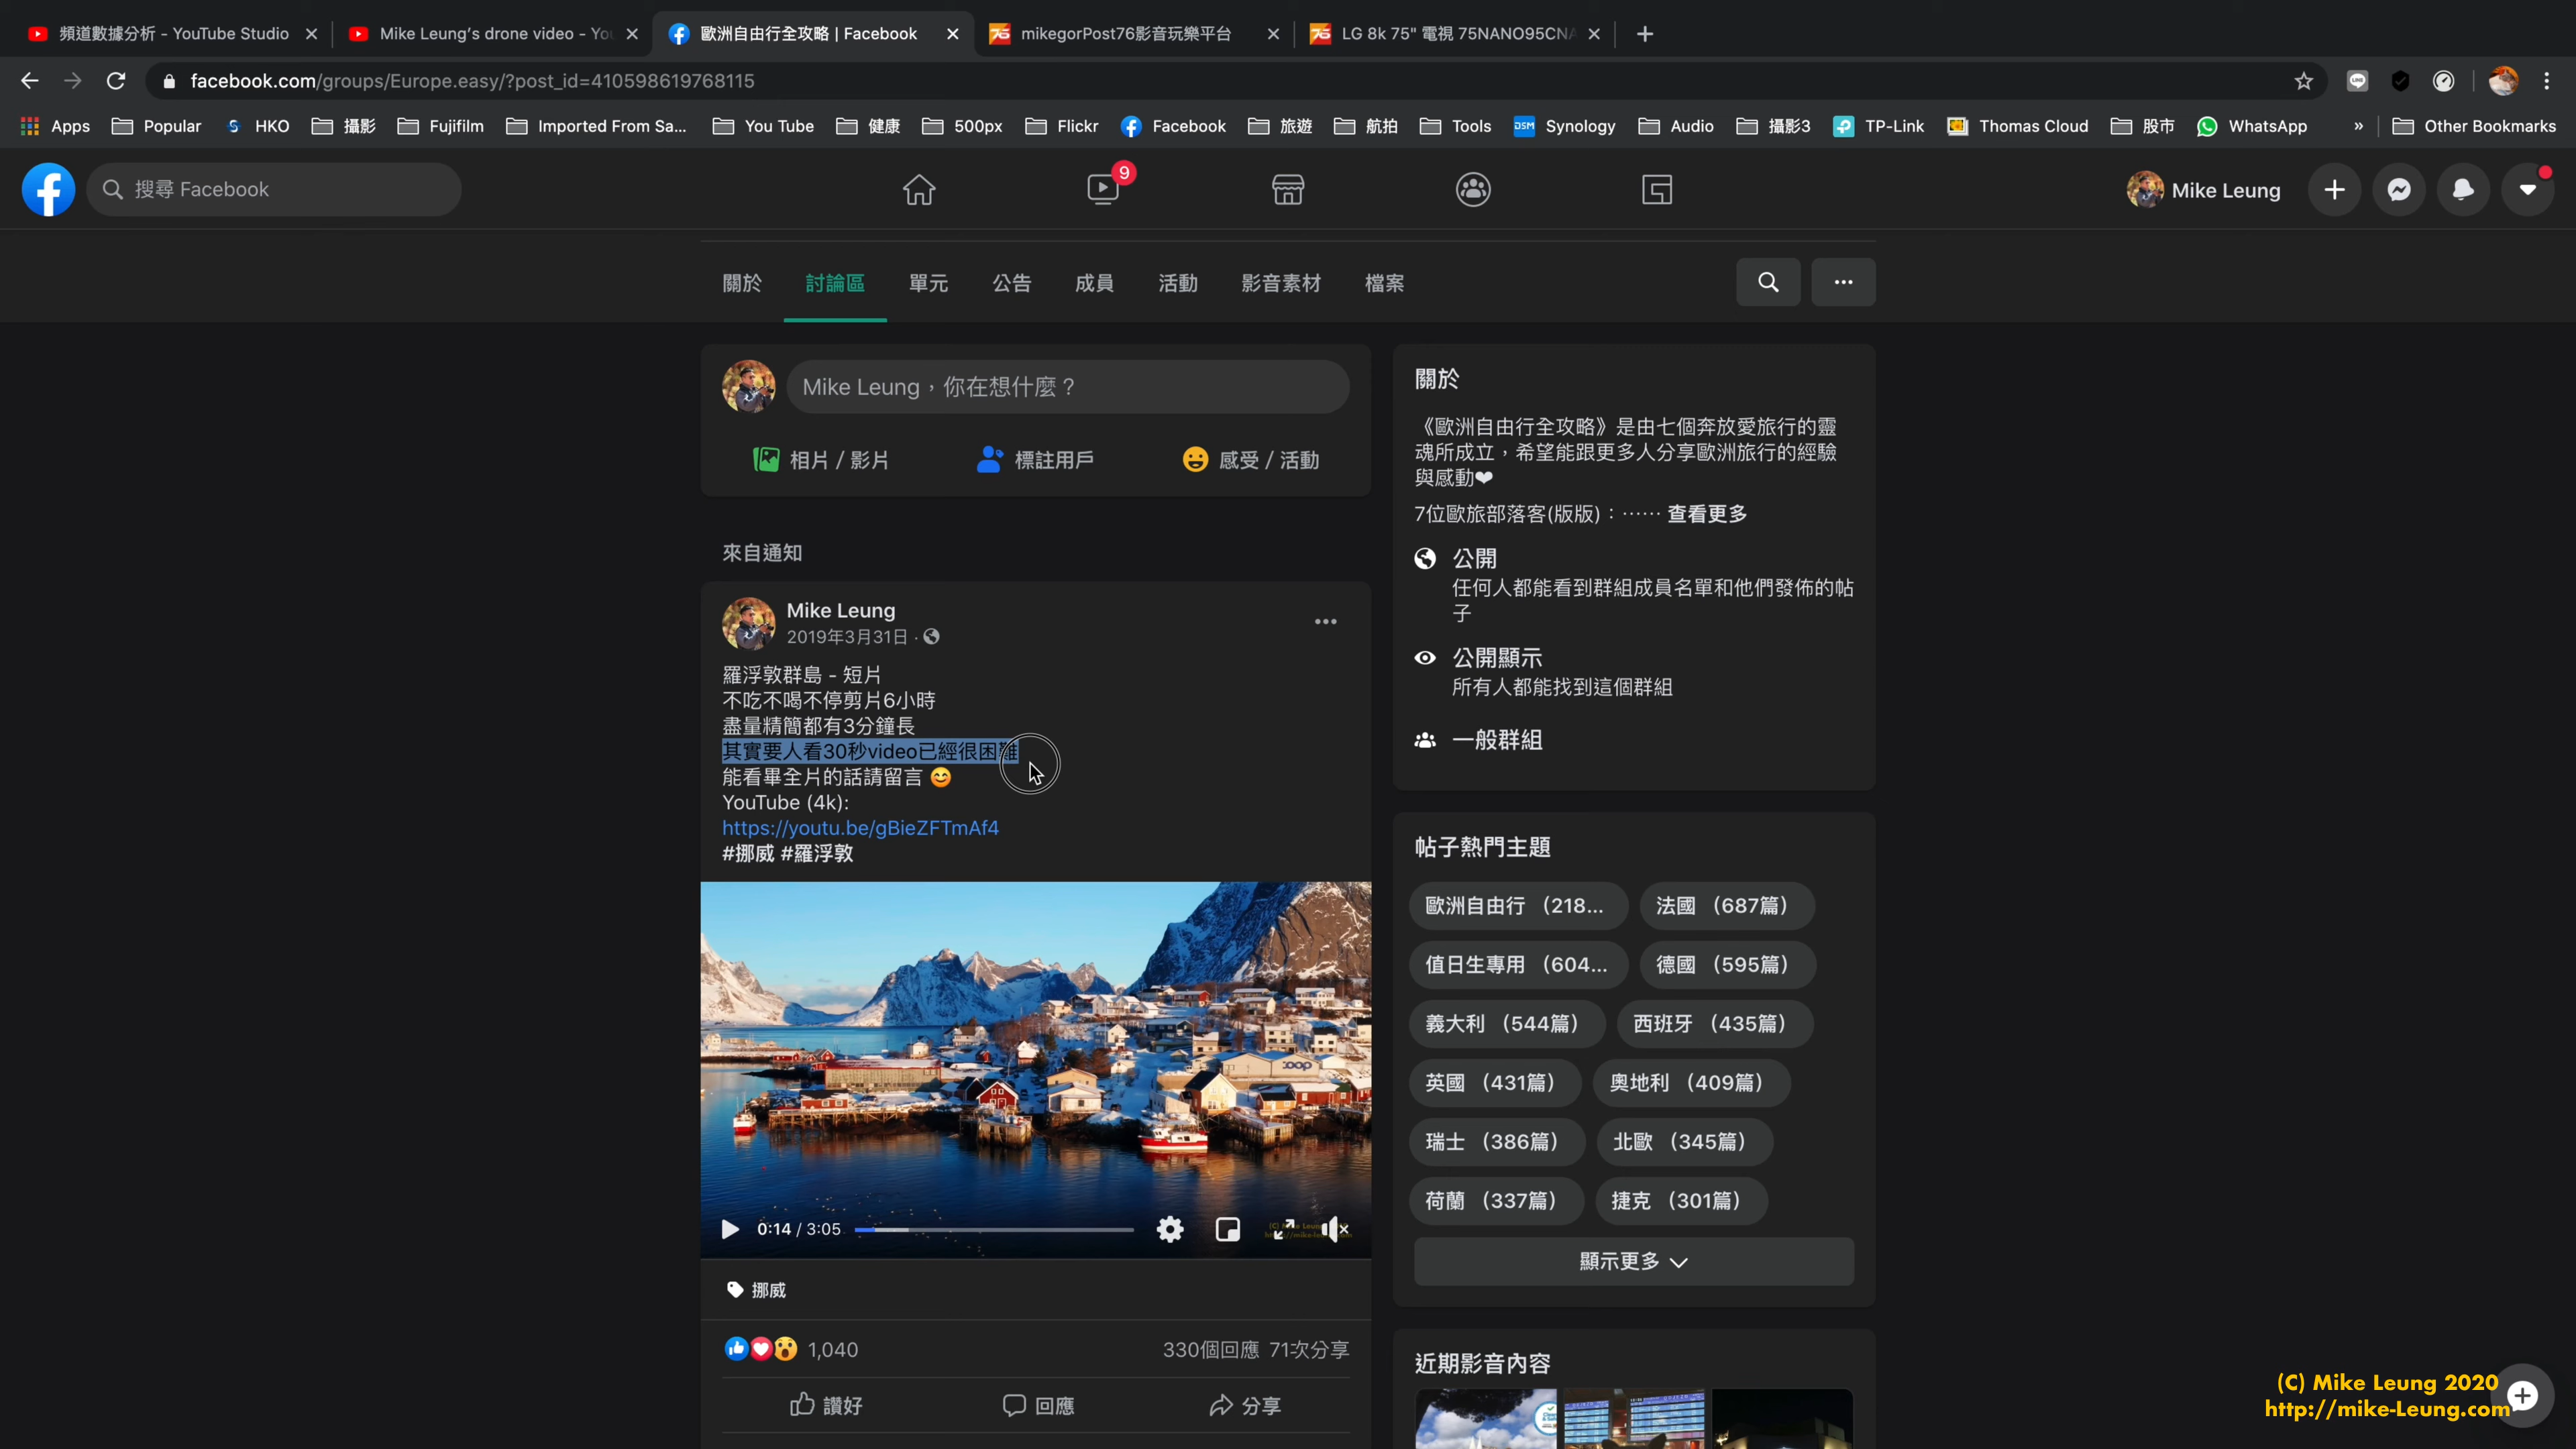 頻道數據分析 - YouTube Studio
Mike Leung's drone video - You
歐洲自由行全攻略 | Facebook
mikegorPost76影音玩樂平台
LG 8k 75" 電視 75NANO95CNA
facebook.com/groups/Europe.easy/?post_id=410598619768115
Apps
Popular
HKO
攝影
Fujifilm
Imported From Sa...
You Tube
健康
500px
Flickr
Facebook
旅遊
航拍
Tools
DSM
Synology
Audio
攝影3
TP-Link
Thomas Cloud
股市
WhatsApp
»
Other Bookmarks
搜尋 Facebook
9
Mike Leung
關於
討論區
單元
公告
成員
活動
影音素材
檔案
Mike Leung，你在想什麼？
相片 / 影片
標註用戶
感受 / 活動
來自通知
Mike Leung
2019年3月31日 ·
羅浮敦群島 - 短片
不吃不喝不停剪片6小時
盡量精簡都有3分鐘長
其實要人看30秒video已經很困難
能看畢全片的話請留言 😊
YouTube (4k):
https://youtu.be/gBieZFTmAf4
#挪威 #羅浮敦
coop
0:14 / 3:05
挪威
1,040
330個回應 71次分享
讚好
回應
分享
關於
《歐洲自由行全攻略》是由七個奔放愛旅行的靈
魂所成立，希望能跟更多人分享歐洲旅行的經驗
與感動❤
7位歐旅部落客(版版)：⋯⋯ 查看更多
公開
任何人都能看到群組成員名單和他們發佈的帖
子
公開顯示
所有人都能找到這個群組
一般群組
帖子熱門主題
歐洲自由行 （218...
法國 （687篇）
值日生專用 （604...
德國 （595篇）
義大利 （544篇）
西班牙 （435篇）
英國 （431篇）
奧地利 （409篇）
瑞士 （386篇）
北歐 （345篇）
荷蘭 （337篇）
捷克 （301篇）
顯示更多
近期影音內容
(C) Mike Leung 2020
http://mike-Leung.com